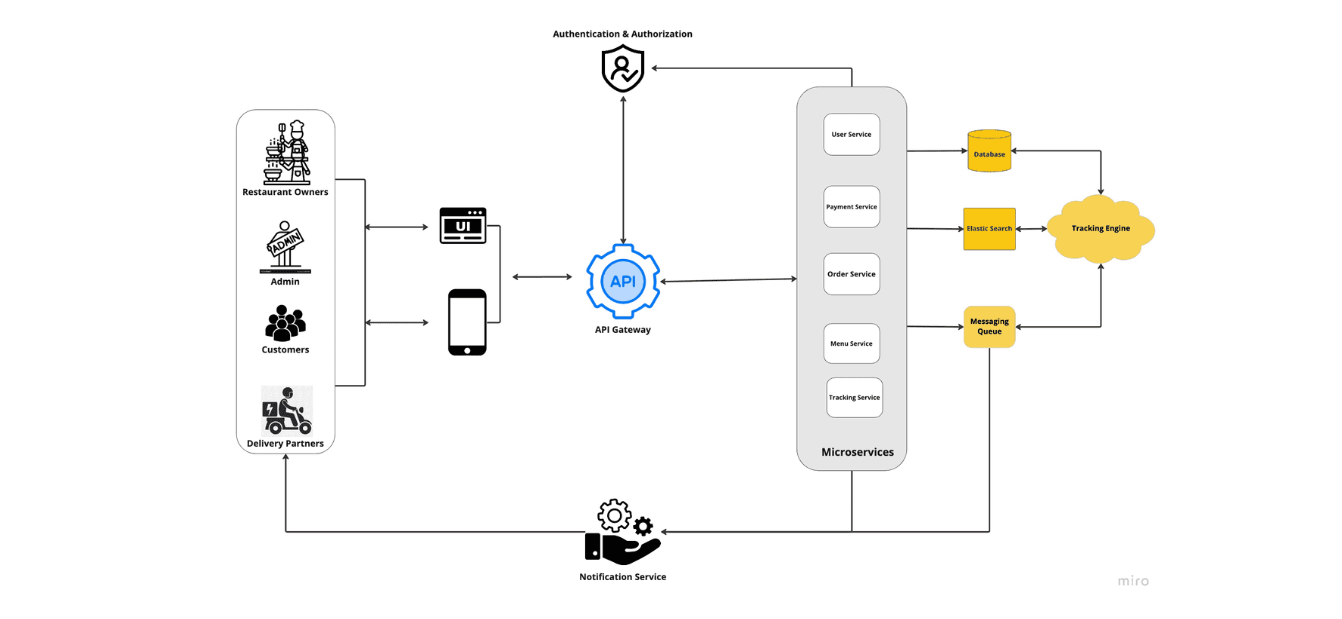 Authentication & Authorization
Restaurant Owners
ADMIN
Admin
Customers
Delivery Partners
UI
API
API Gateway
User Service
Payment Service
Order Service
Menu Service
Tracking Service
Microservices
Database
Elastic Search
Tracking Engine
Messaging
Queue
Notification Service
miro